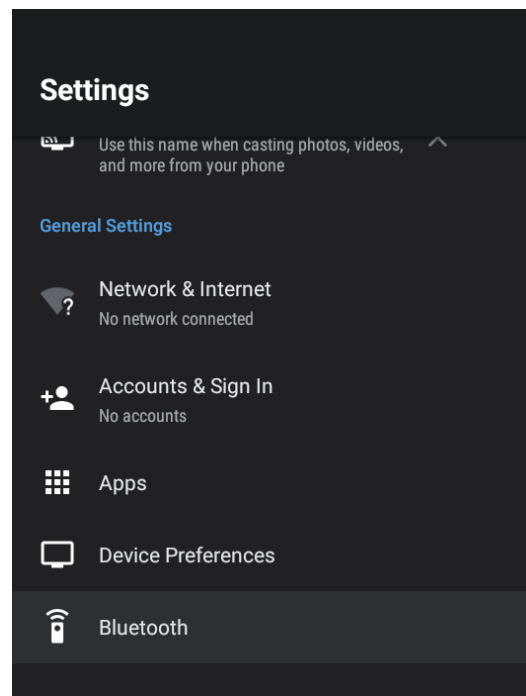 Settings
Use this name when casting photos, videos,
and more from your phone
General Settings
Network & Internet
No network connected
Accounts & Sign In
No accounts
Apps
Device Preferences
Bluetooth